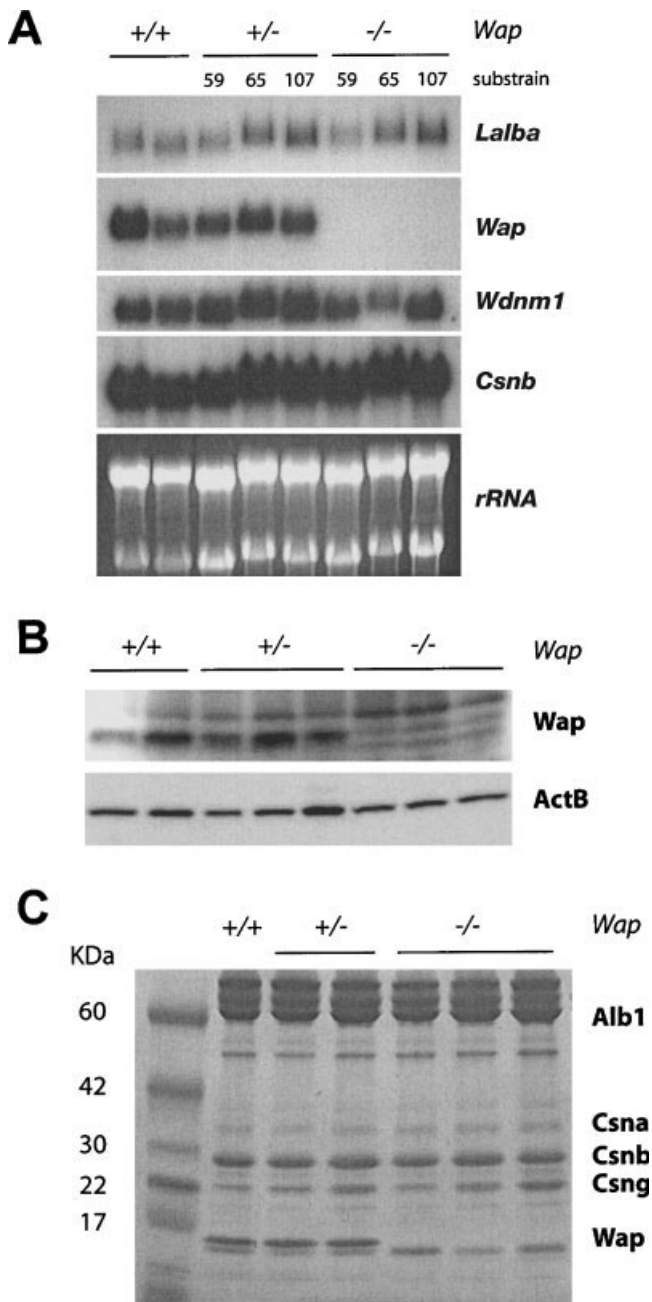 A
+/+ +/- -/- Wap
59 65 107 59 65 107 substrain
Lalba
Wap
Wdnm1
Csnb
rRNA
B
+/+ +/- -/- Wap
Wap
ActB
C
+/+ +/- -/- Wap
KDa
60 Alb1
42
Csna
30 Csnb
22 Csng
17
Wap